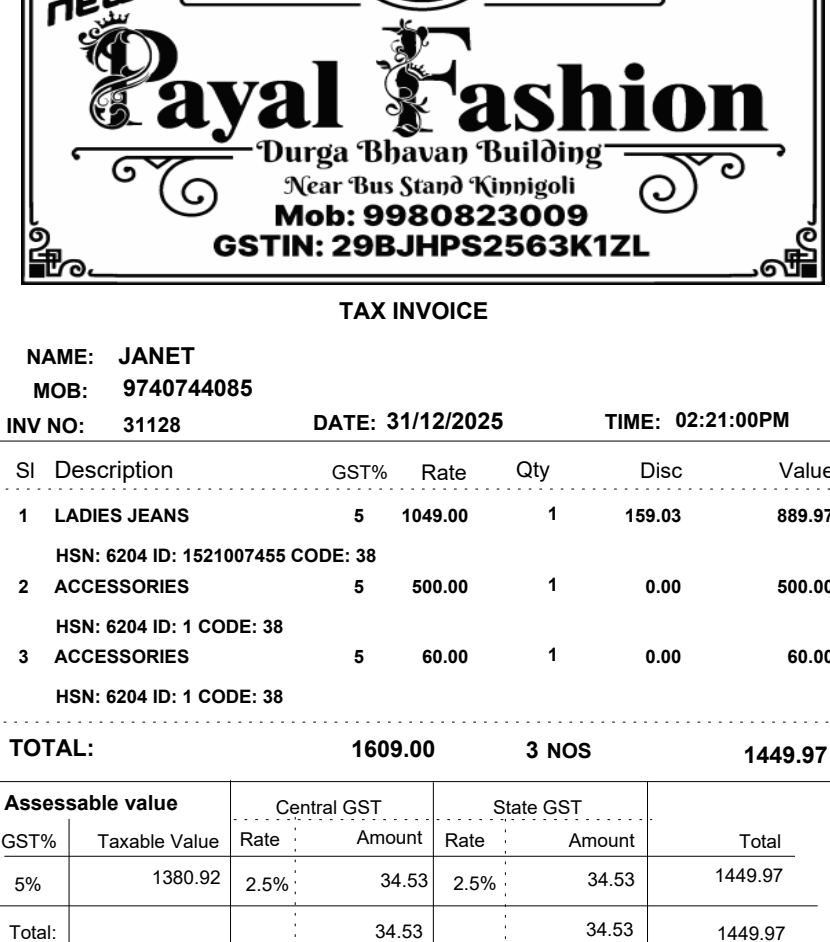 new
Payal Fashion
Durga Bhavan Building
Near Bus Stand Kinnigoli
Mob: 9980823009
GSTIN: 29BJHPS2563K1ZL
TAX INVOICE
NAME: JANET
MOB: 9740744085
INV NO: 31128 DATE: 31/12/2025 TIME: 02:21:00PM
Sl Description GST% Rate Qty Disc Value
1 LADIES JEANS 5 1049.00 1 159.03 889.97
HSN: 6204 ID: 1521007455 CODE: 38
2 ACCESSORIES 5 500.00 1 0.00 500.00
HSN: 6204 ID: 1 CODE: 38
3 ACCESSORIES 5 60.00 1 0.00 60.00
HSN: 6204 ID: 1 CODE: 38
TOTAL: 1609.00 3 NOS 1449.97
Assessable value Central GST State GST
GST% Taxable Value Rate Amount Rate Amount Total
5% 1380.92 2.5% 34.53 2.5% 34.53 1449.97
Total: 34.53 34.53 1449.97